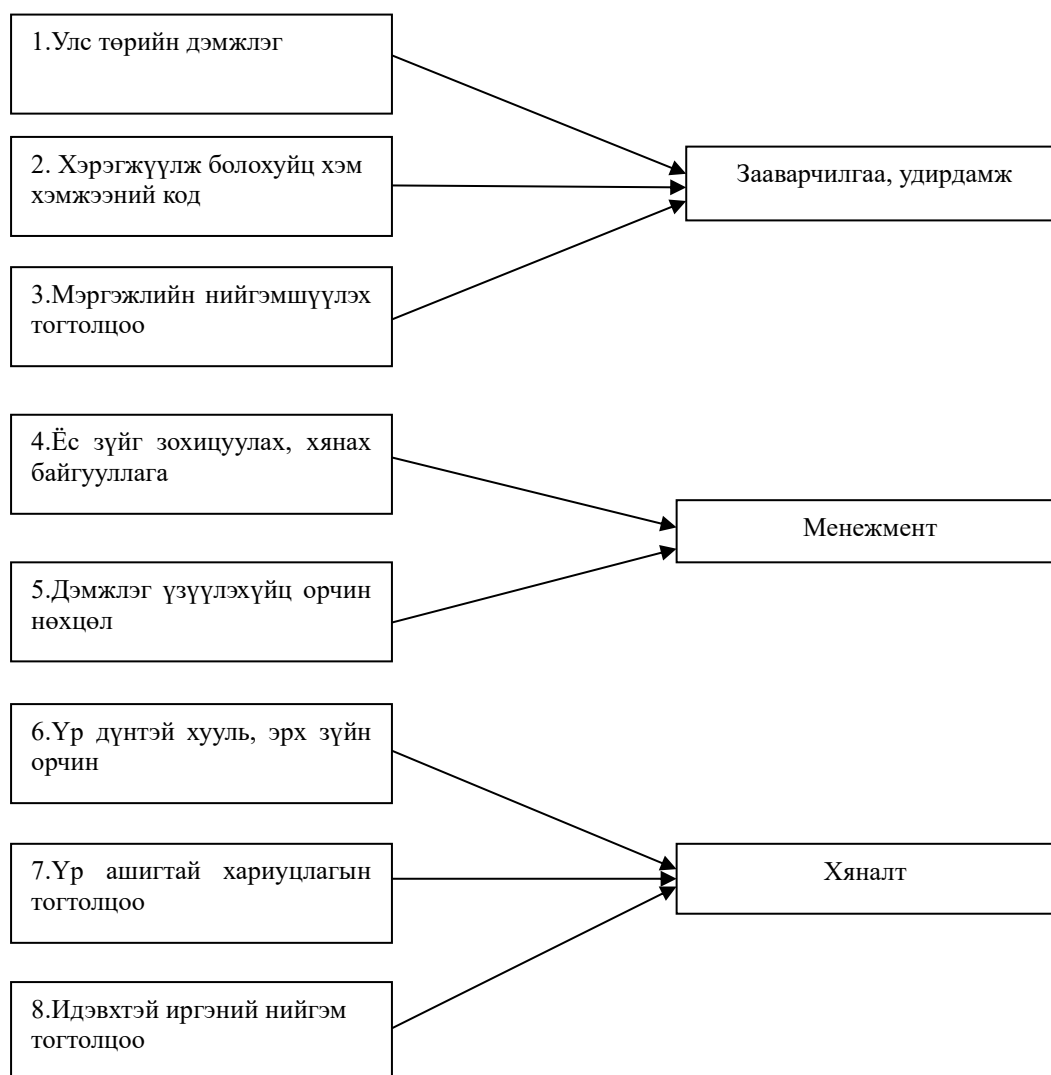 1.Улс төрийн дэмжлэг
2. Хэрэгжүүлж болохуйц хэм
хэмжээний код
3.Мэргэжлийн нийгэмшүүлэх
тогтолцоо
Зааварчилгаа, удирдамж
4.Ёс зүйг зохицуулах, хянах
байгууллага
5.Дэмжлэг үзүүлэхүйц орчин
нөхцөл
Менежмент
6.Үр дүнтэй хууль, эрх зүйн
орчин
7.Үр ашигтай хариуцлагын
тогтолцоо
8.Идэвхтэй иргэний нийгэм
тогтолцоо
Хяналт